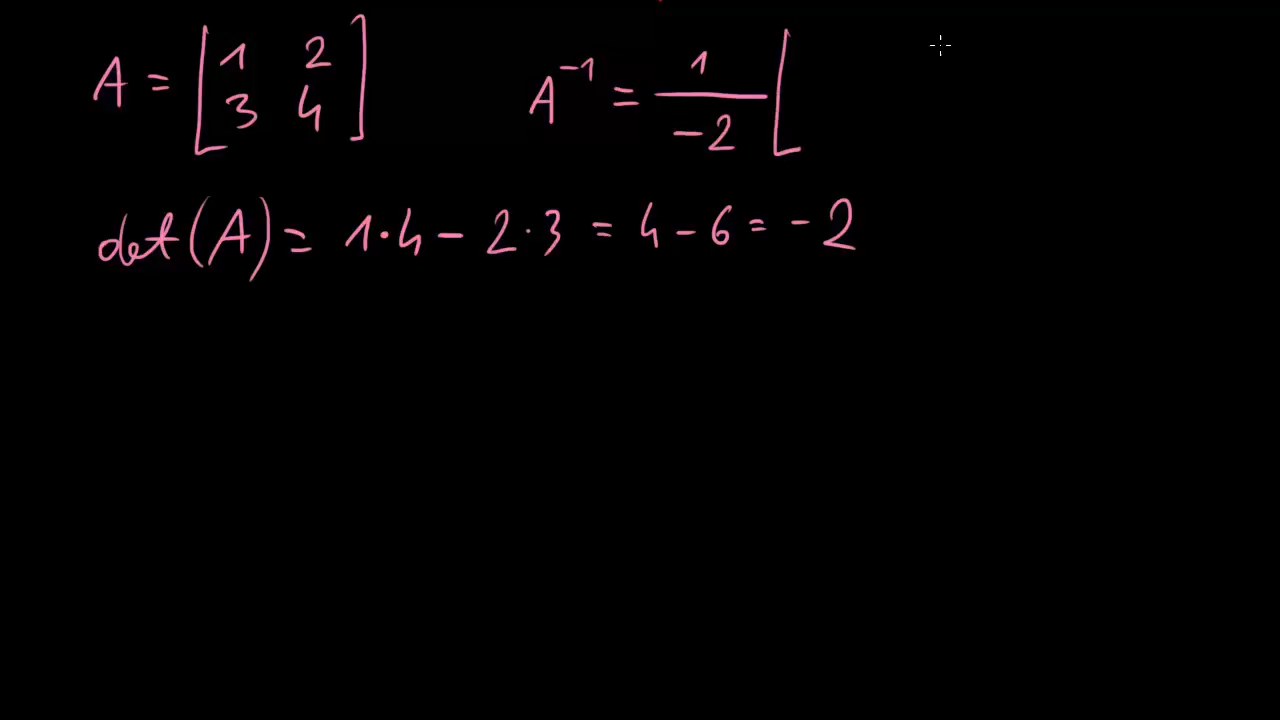 A = [1 2 3 4] A⁻¹ = 1/-2 [
det(A) = 1·4 - 2·3 = 4 - 6 = -2